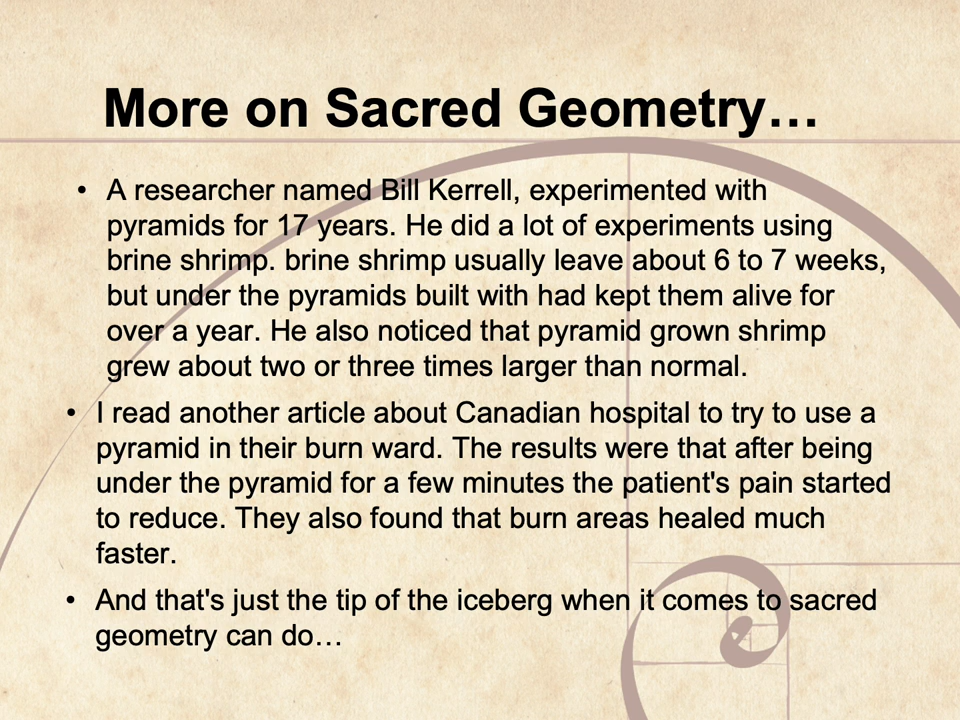 More on Sacred Geometry…
• A researcher named Bill Kerrell, experimented with
pyramids for 17 years. He did a lot of experiments using
brine shrimp. brine shrimp usually leave about 6 to 7 weeks,
but under the pyramids built with had kept them alive for
over a year. He also noticed that pyramid grown shrimp
grew about two or three times larger than normal.
• I read another article about Canadian hospital to try to use a
pyramid in their burn ward. The results were that after being
under the pyramid for a few minutes the patient's pain started
to reduce. They also found that burn areas healed much
faster.
• And that's just the tip of the iceberg when it comes to sacred
geometry can do…